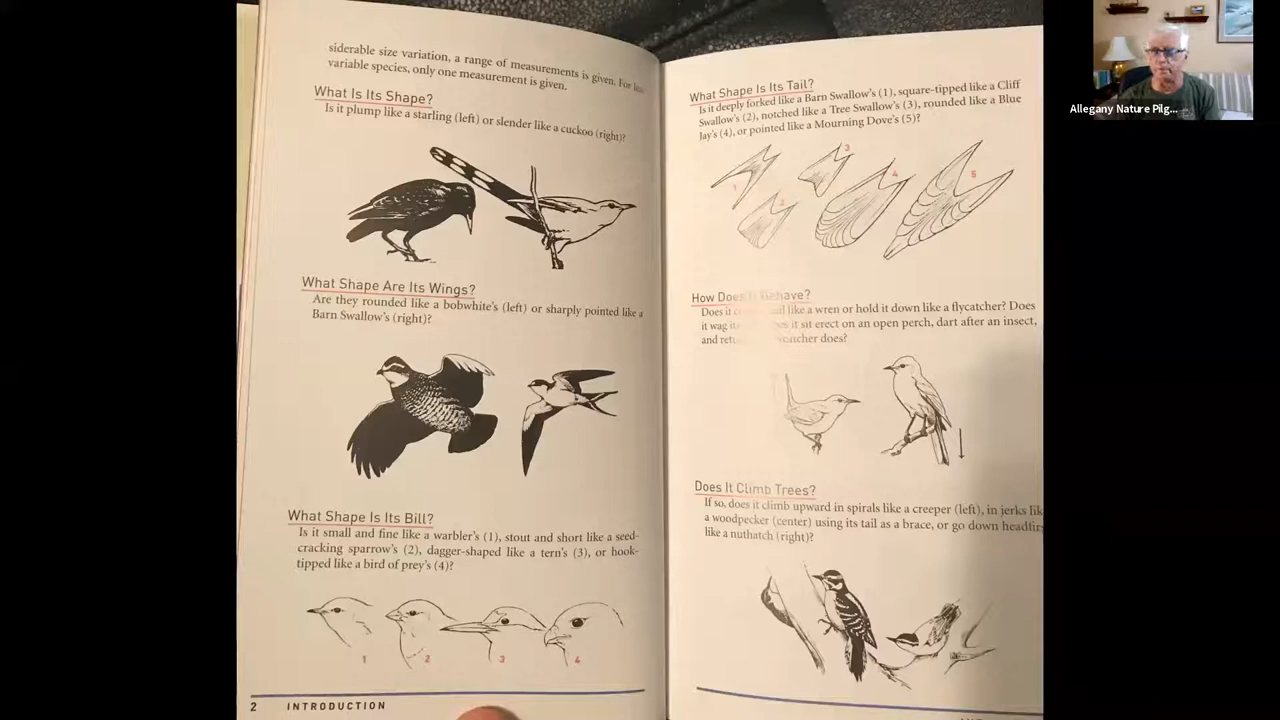 siderable size variation, a range of measurements is given. For less
variable species, only one measurement is given.
What Is Its Shape?
Is it plump like a starling (left) or slender like a cuckoo (right)?
What Shape Are Its Wings?
Are they rounded like a bobwhite's (left) or sharply pointed like a
Barn Swallow's (right)?
What Shape Is Its Bill?
Is it small and fine like a warbler's (1), stout and short like a seed-
cracking sparrow's (2), dagger-shaped like a tern's (3), or hook-
tipped like a bird of prey's (4)?
1 2 3 4
2 INTRODUCTION
What Shape Is Its Tail?
Is it deeply forked like a Barn Swallow's (1), square-tipped like a Cliff
Swallow's (2), notched like a Tree Swallow's (3), rounded like a Blue
Jay's (4), or pointed like a Mourning Dove's (5)?
1 3 4 5
How Does Behave?
Does it like a wren or hold it down like a flycatcher? Does
it wag it sit erect on an open perch, dart after an insect,
and does?
Does It Climb Trees?
If so, does it climb upward in spirals like a creeper (left), in jerks lik
a woodpecker (center) using its tail as a brace, or go down headfirs
like a nuthatch (right)?
Allegany Nature Pilg...